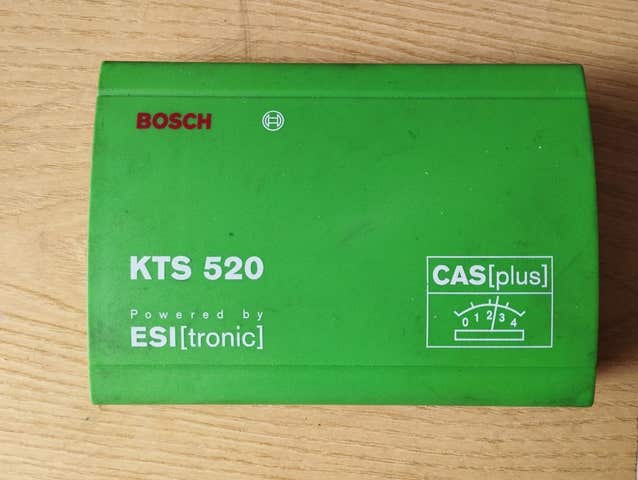 BOSCH
KTS 520
Powered by
ESI[tronic]
CAS[plus]
0 1 2 3 4